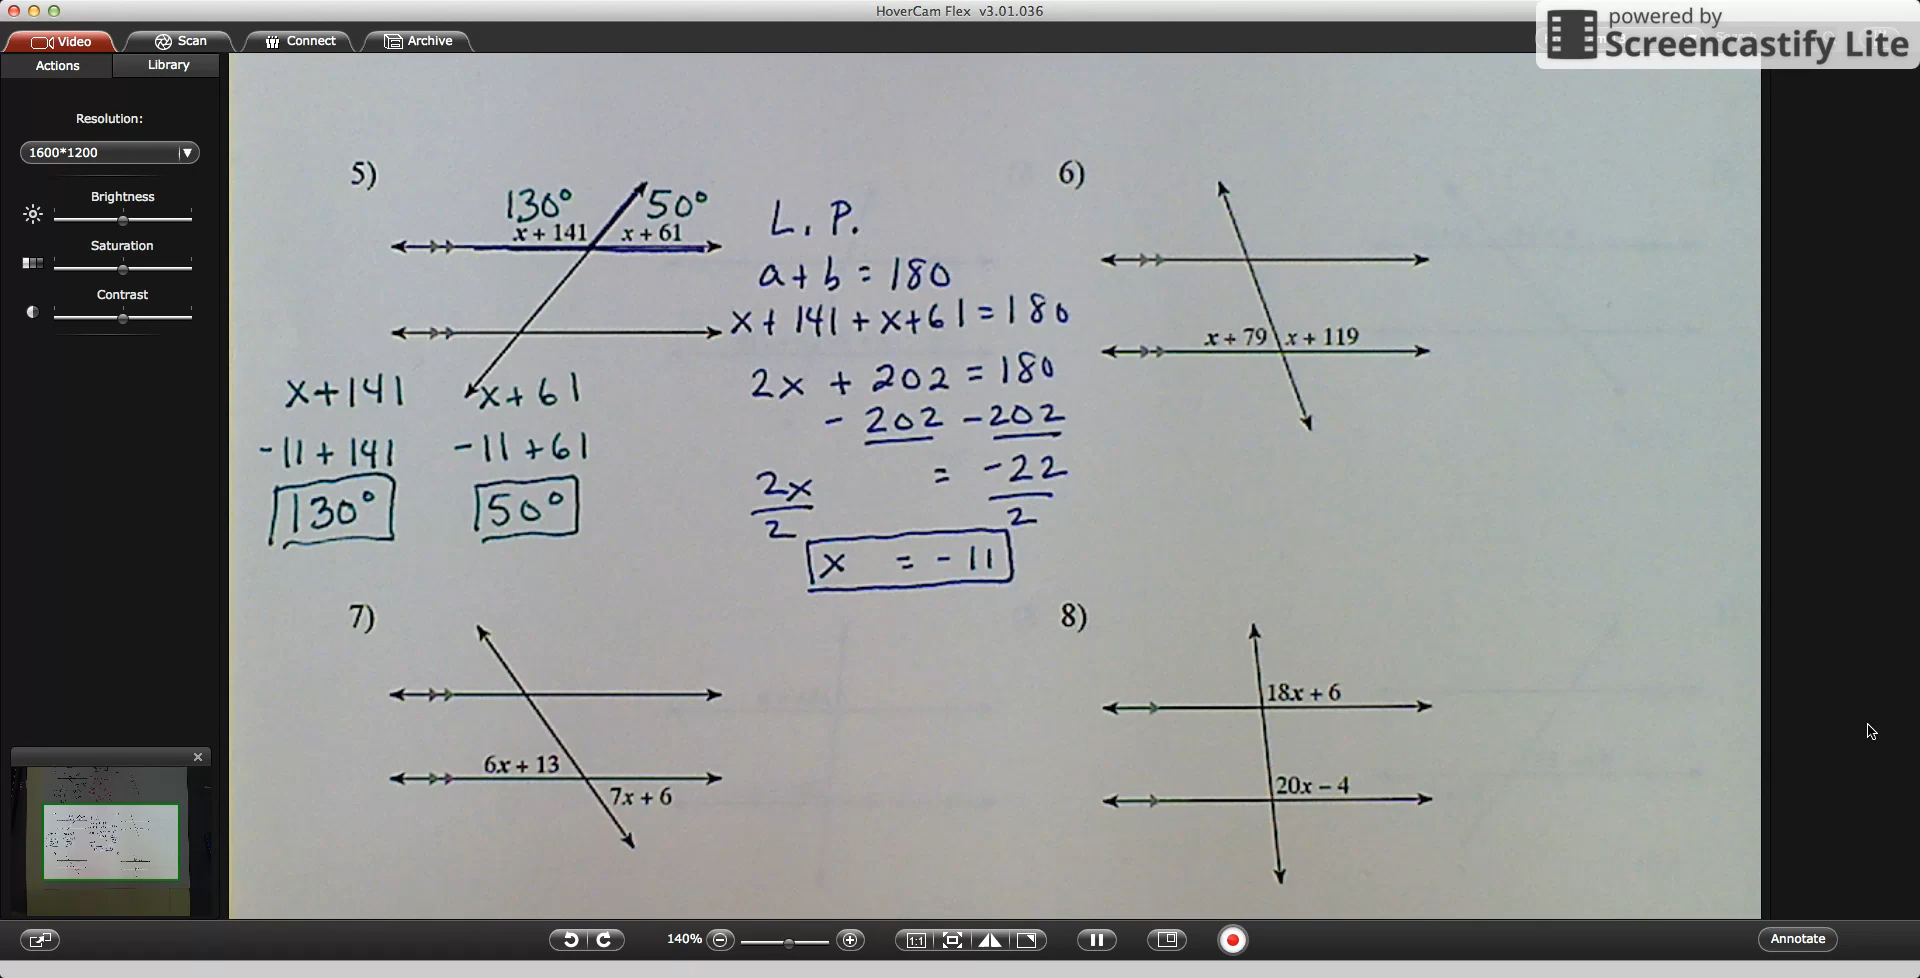 HoverCam Flex v3.01.036
powered by
Screencastify Lite
Video
Scan
Connect
Archive
Actions
Library
Resolution:
1600*1200
Brightness
Saturation
Contrast
5)
130° 50°
x + 141 x + 61
L.P.
a + b = 180
x + 141 + x + 61 = 180
2x + 202 = 180
- 202 - 202
2x = -22
2 2
x = -11
x + 141
-11 + 141
130°
x + 61
-11 + 61
50°
6)
x + 79 x + 119
7)
6x + 13
7x + 6
8)
18x + 6
20x − 4
140%
1:1
Annotate